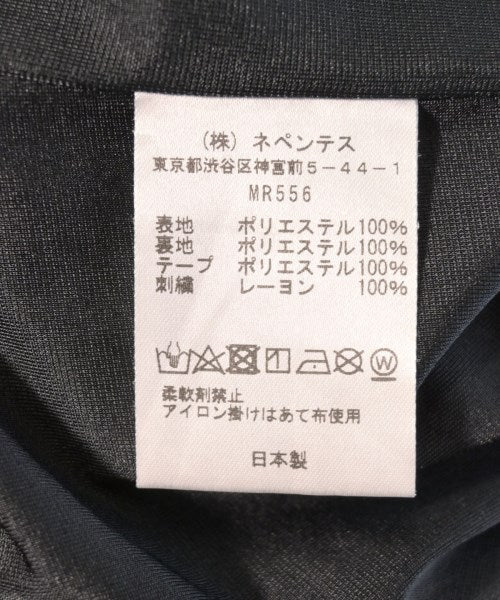 (株) ネペンテス
東京都渋谷区神宮前5-44-1
MR556
表地 ポリエステル100%
裏地 ポリエステル100%
テープ ポリエステル100%
刺繍 レーヨン 100%
W
柔軟剤禁止
アイロン掛けはあて布使用
日本製